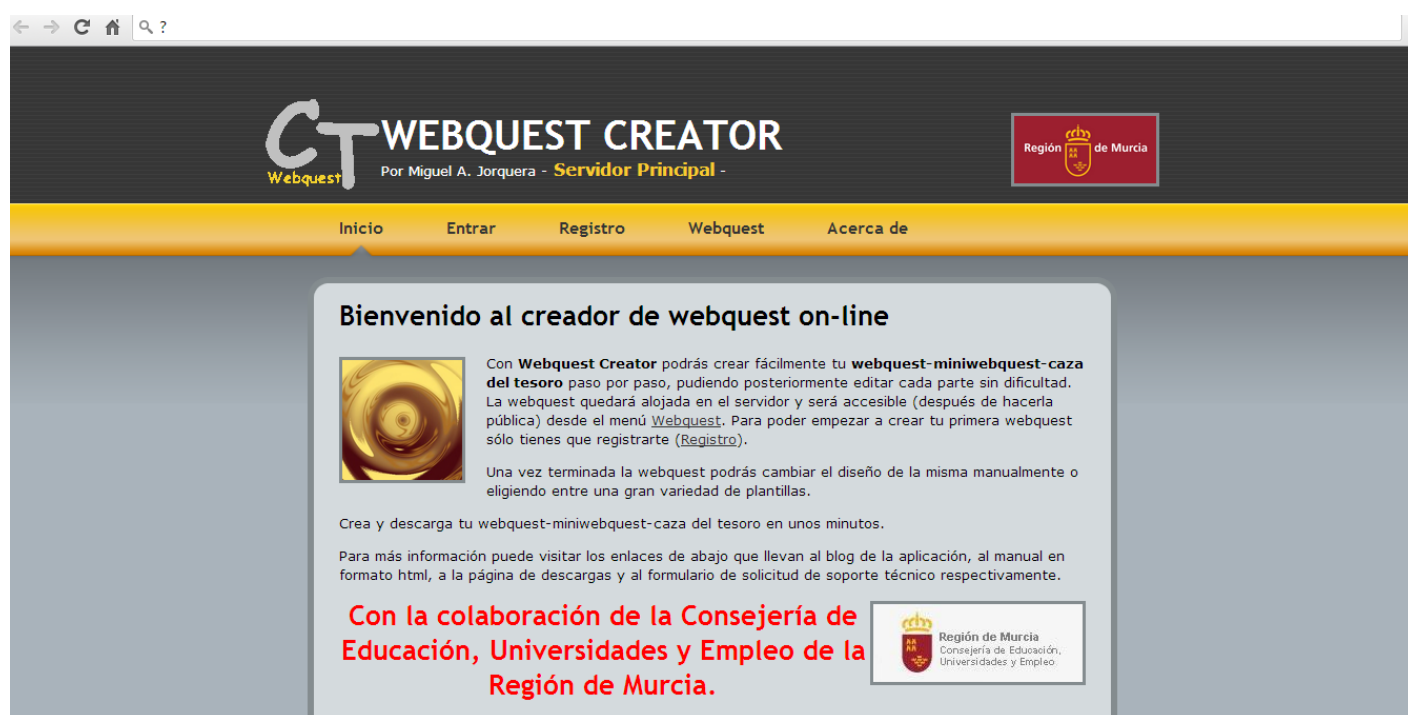 ?
CT
Webquest
WEBQUEST CREATOR
Por Miguel A. Jorquera - Servidor Principal -
Región de Murcia
Inicio Entrar Registro Webquest Acerca de
Bienvenido al creador de webquest on-line
Con Webquest Creator podrás crear fácilmente tu webquest-miniwebquest-caza
del tesoro paso por paso, pudiendo posteriormente editar cada parte sin dificultad.
La webquest quedará alojada en el servidor y será accesible (después de hacerla
pública) desde el menú Webquest. Para poder empezar a crear tu primera webquest
sólo tienes que registrarte (Registro).
Una vez terminada la webquest podrás cambiar el diseño de la misma manualmente o
eligiendo entre una gran variedad de plantillas.
Crea y descarga tu webquest-miniwebquest-caza del tesoro en unos minutos.
Para más información puede visitar los enlaces de abajo que llevan al blog de la aplicación, al manual en
formato html, a la página de descargas y al formulario de solicitud de soporte técnico respectivamente.
Con la colaboración de la Consejería de
Educación, Universidades y Empleo de la
Región de Murcia.
Región de Murcia
Consejería de Educación,
Universidades y Empleo